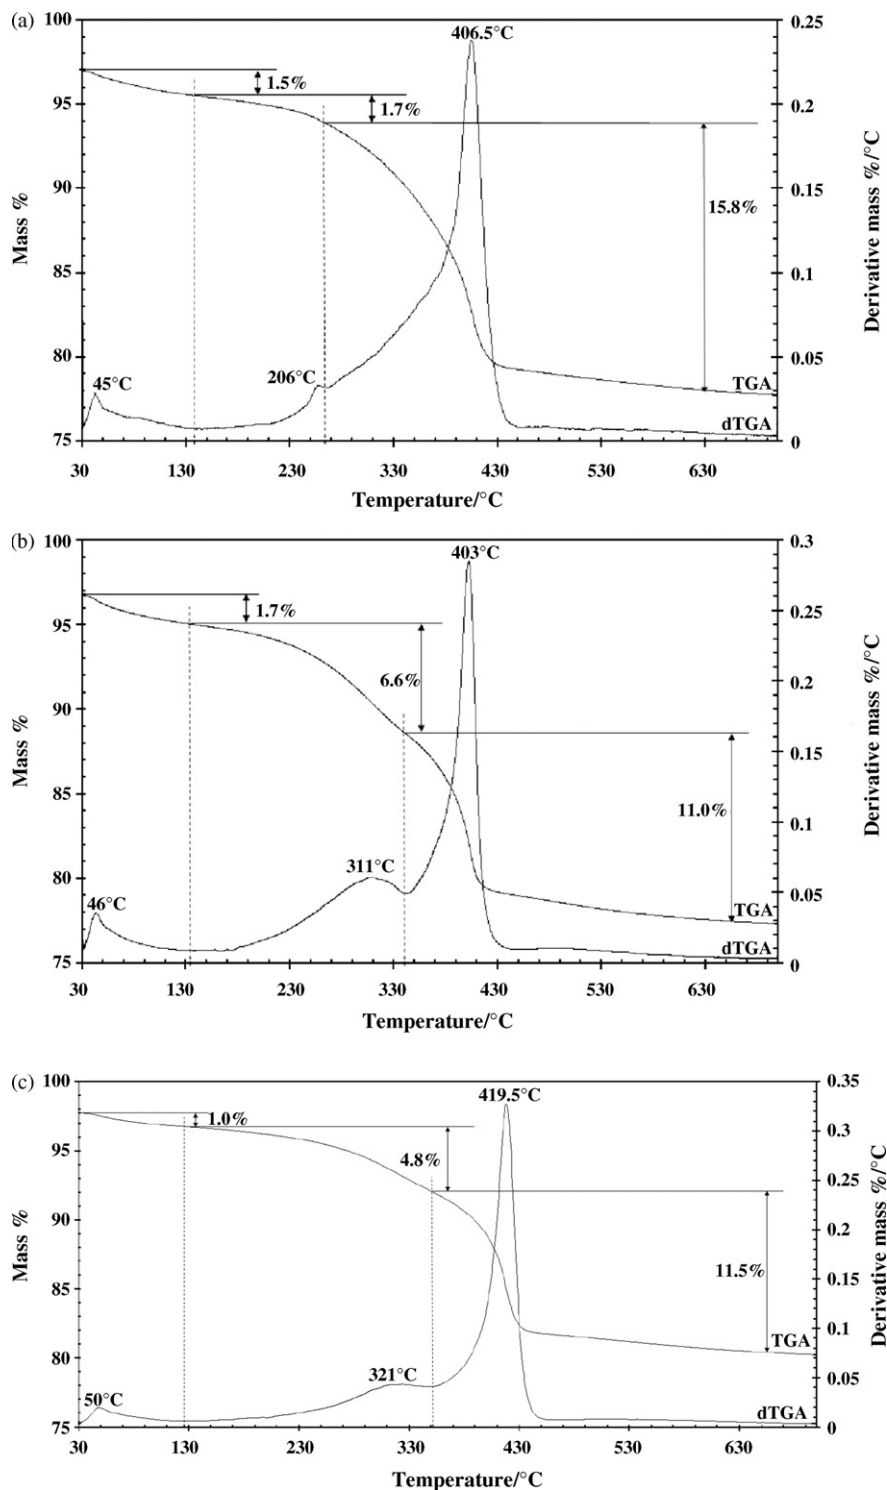 (a)
100
95
90
85
80
75
Mass %
0.25
0.2
0.15
0.1
0.05
0
Derivative mass %/°C
406.5°C
1.5%
1.7%
15.8%
45°C
206°C
TGA
dTGA
30 130 230 330 430 530 630
Temperature/°C
(b)
100
95
90
85
80
75
Mass %
0.3
0.25
0.2
0.15
0.1
0.05
0
Derivative mass %/°C
403°C
1.7%
6.6%
11.0%
46°C
311°C
TGA
dTGA
30 130 230 330 430 530 630
Temperature/°C
(c)
100
95
90
85
80
75
Mass %
0.35
0.3
0.25
0.2
0.15
0.1
0.05
0
Derivative mass %/°C
419.5°C
1.0%
4.8%
11.5%
50°C
321°C
TGA
dTGA
30 130 230 330 430 530 630
Temperature/°C